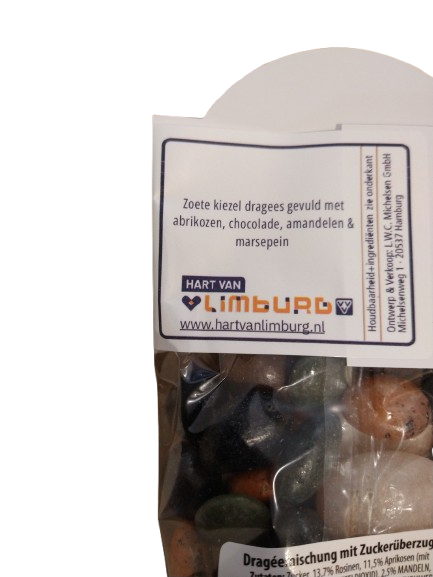 Zoete kiezel dragees gevuld met
abrikozen, chocolade, amandelen &
marsepein
HART VAN
LIMBURG
www.hartvanlimburg.nl
Houdbaarheid+ingrediënten zie onderkant
Ontwerp & Verkoop: L.W.C. Michelsen GmbH
Michelsenweg 1 · 20537 Hamburg
Dragéemischung mit Zuckerüberzug
Zutaten: Zucker, 13,7% Rosinen, 11,5% Aprikosen (mit
2,5% MANDELN,